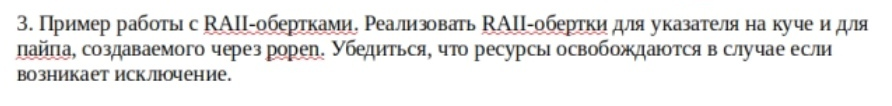 3. Пример работы с RAII-обертками. Реализовать RAII-обертки для указателя на куче и для
пайпа, создаваемого через popen. Убедиться, что ресурсы освобождаются в случае если
возникает исключение.